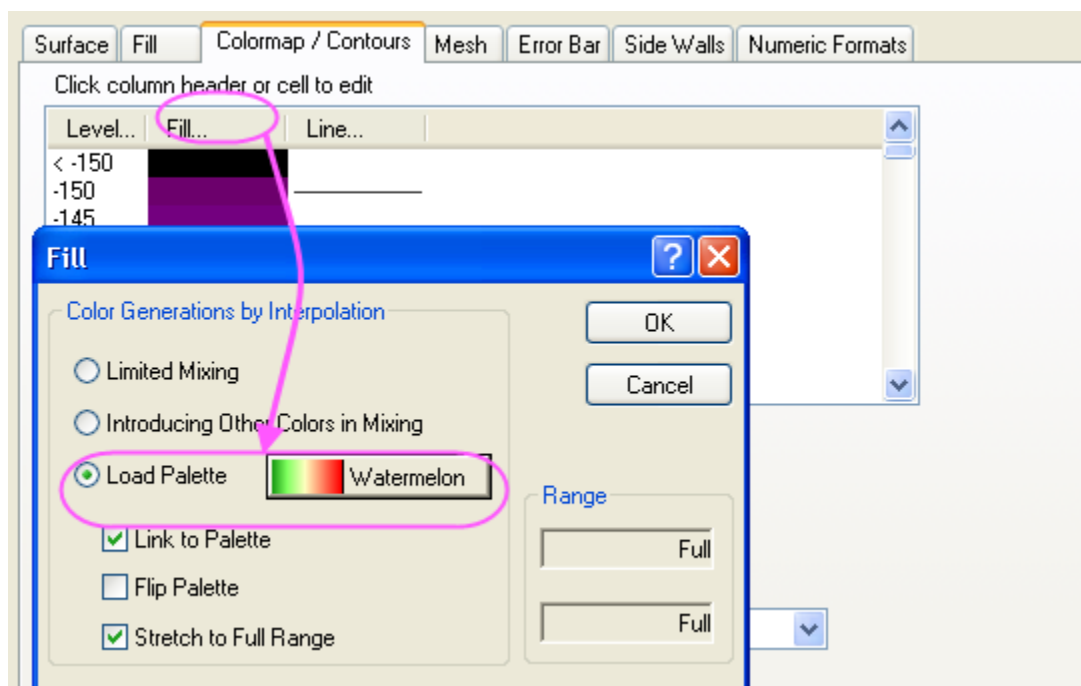 Surface Fill Colormap / Contours Mesh Error Bar Side Walls Numeric Formats
Click column header or cell to edit
Level... Fill... Line...
< -150
-150
-145
Fill
?
Color Generations by Interpolation
OK
Limited Mixing
Cancel
Introducing Other Colors in Mixing
Load Palette Watermelon
Range
Link to Palette
Full
Flip Palette
Full
Stretch to Full Range